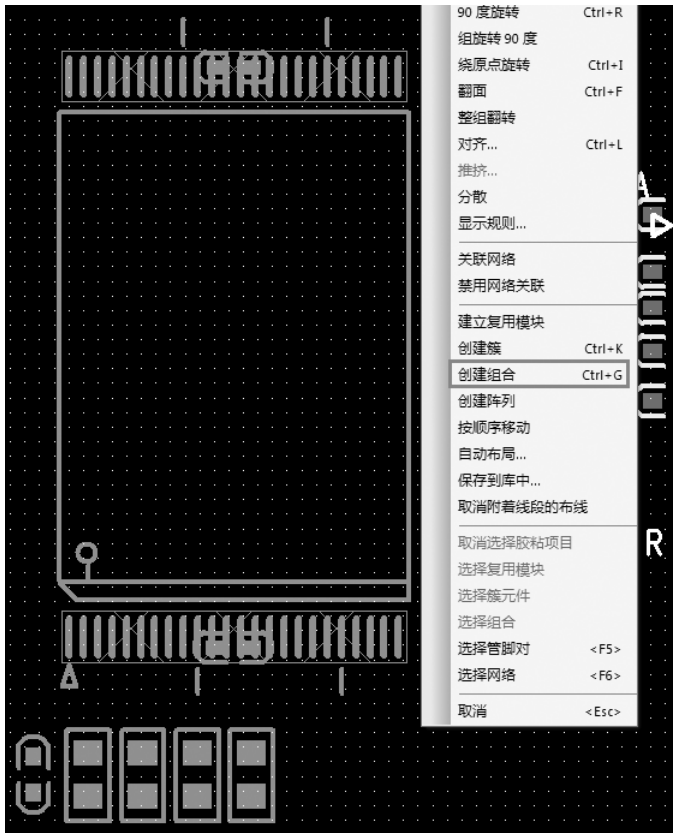 90 度旋转 Ctrl+R
组旋转 90 度
绕原点旋转 Ctrl+I
翻面 Ctrl+F
整组翻转
对齐... Ctrl+L
推挤...
分散
显示规则...
关联网络
禁用网络关联
建立复用模块
创建簇 Ctrl+K
创建组合 Ctrl+G
创建阵列
按顺序移动
自动布局...
保存到库中...
取消附着线段的布线
取消选择胶粘项目
选择复用模块
选择簇元件
选择组合
选择管脚对 <F5>
选择网络 <F6>
取消 <Esc>
R